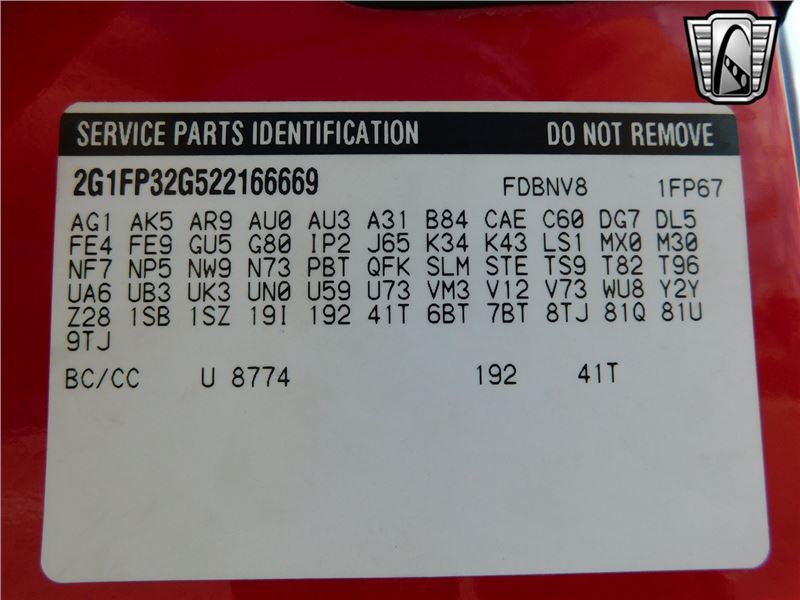 SERVICE PARTS IDENTIFICATION DO NOT REMOVE
2G1FP32G522166669 FDBNV8 1FP67
AG1 AK5 AR9 AU0 AU3 A31 B84 CAE C60 DG7 DL5
FE4 FE9 GU5 G80 IP2 J65 K34 K43 LS1 MX0 M30
NF7 NP5 NW9 N73 PBT QFK SLM STE TS9 T82 T96
UA6 UB3 UK3 UN0 U59 U73 VM3 V12 V73 WU8 Y2Y
Z28 1SB 1SZ 19I 192 41T 6BT 7BT 8TJ 81Q 81U
9TJ
BC/CC U 8774 192 41T